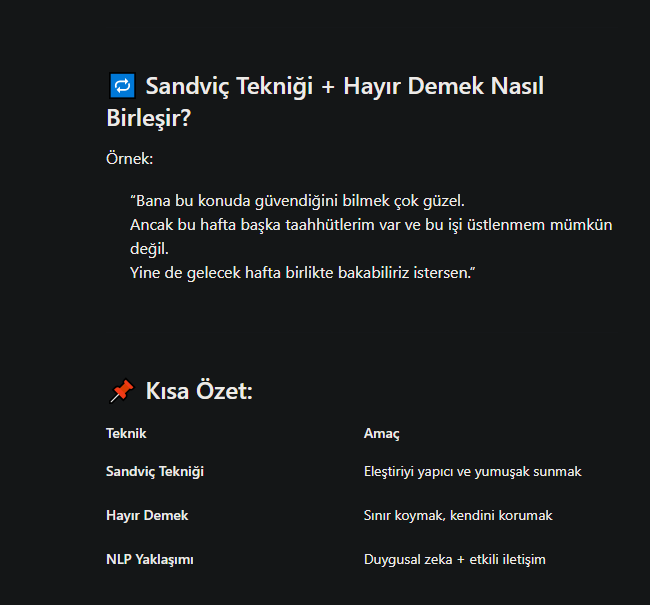 🔁 Sandviç Tekniği + Hayır Demek Nasıl
Birleşir?
Örnek:
“Bana bu konuda güvendiğini bilmek çok güzel.
Ancak bu hafta başka taahhütlerim var ve bu işi üstlenmem mümkün
değil.
Yine de gelecek hafta birlikte bakabiliriz istersen.”
📌 Kısa Özet:
Teknik Amaç
Sandviç Tekniği Eleştiriyi yapıcı ve yumuşak sunmak
Hayır Demek Sınır koymak, kendini korumak
NLP Yaklaşımı Duygusal zeka + etkili iletişim